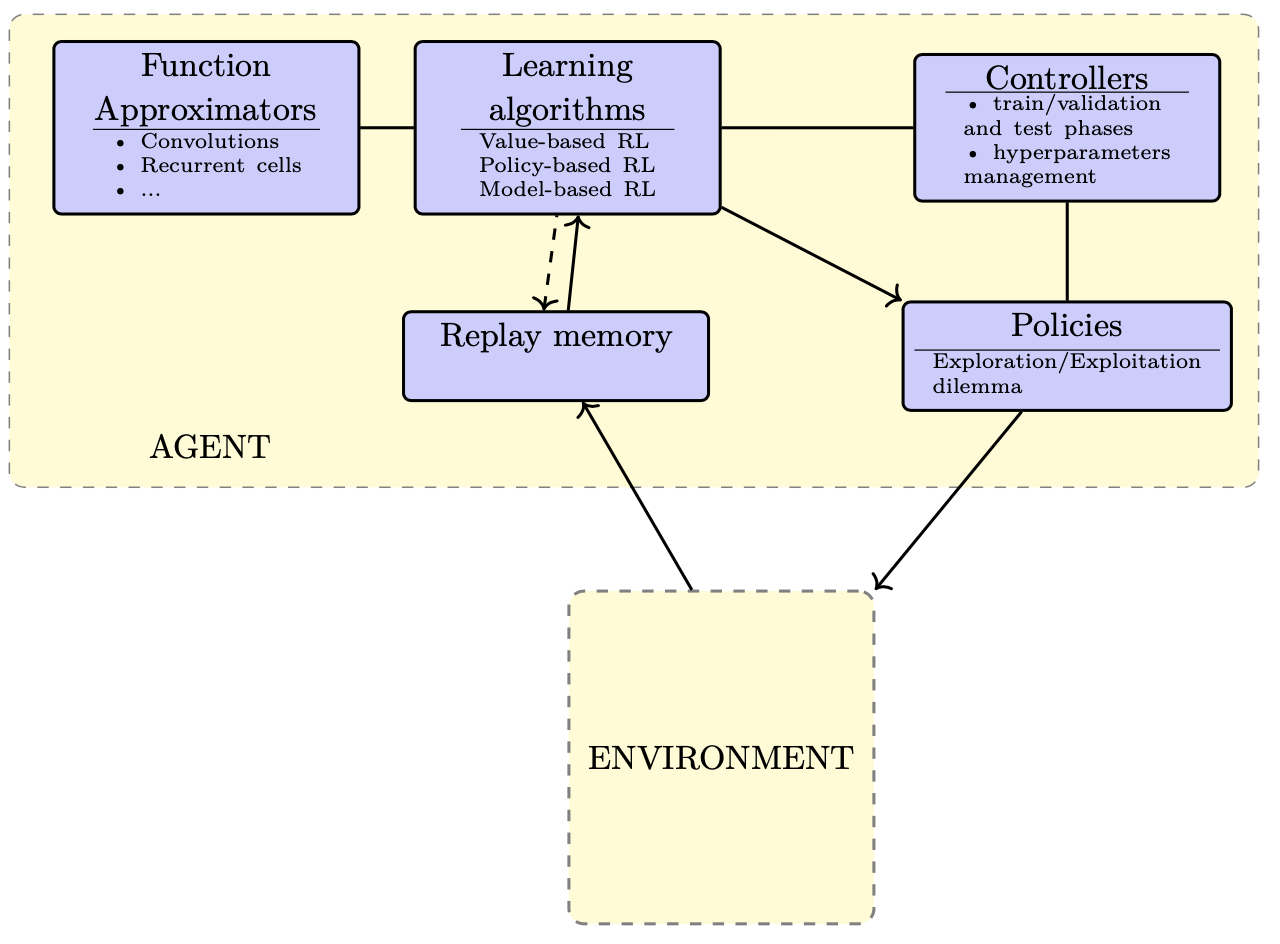 Function
Approximators
• Convolutions
• Recurrent cells
• ...
Learning
algorithms
Value-based RL
Policy-based RL
Model-based RL
Controllers
• train/validation
and test phases
• hyperparameters
management
Replay memory
Policies
Exploration/Exploitation
dilemma
AGENT
ENVIRONMENT